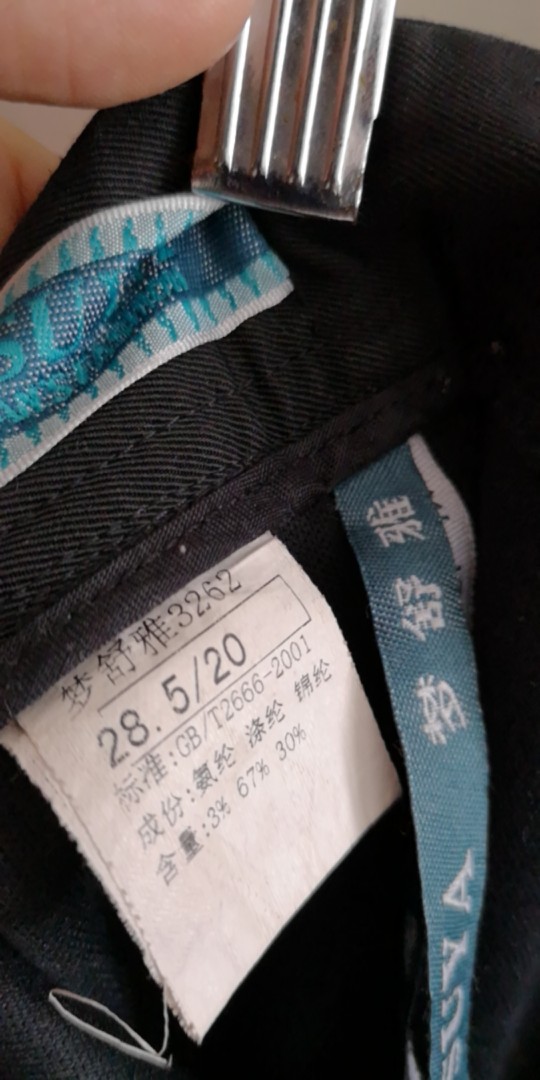 梦舒雅3262
28.5/20
标准:GB/T2666-2001
成份:氨纶 涤纶 锦纶
含量:3% 67% 30%
梦舒雅
SUYA